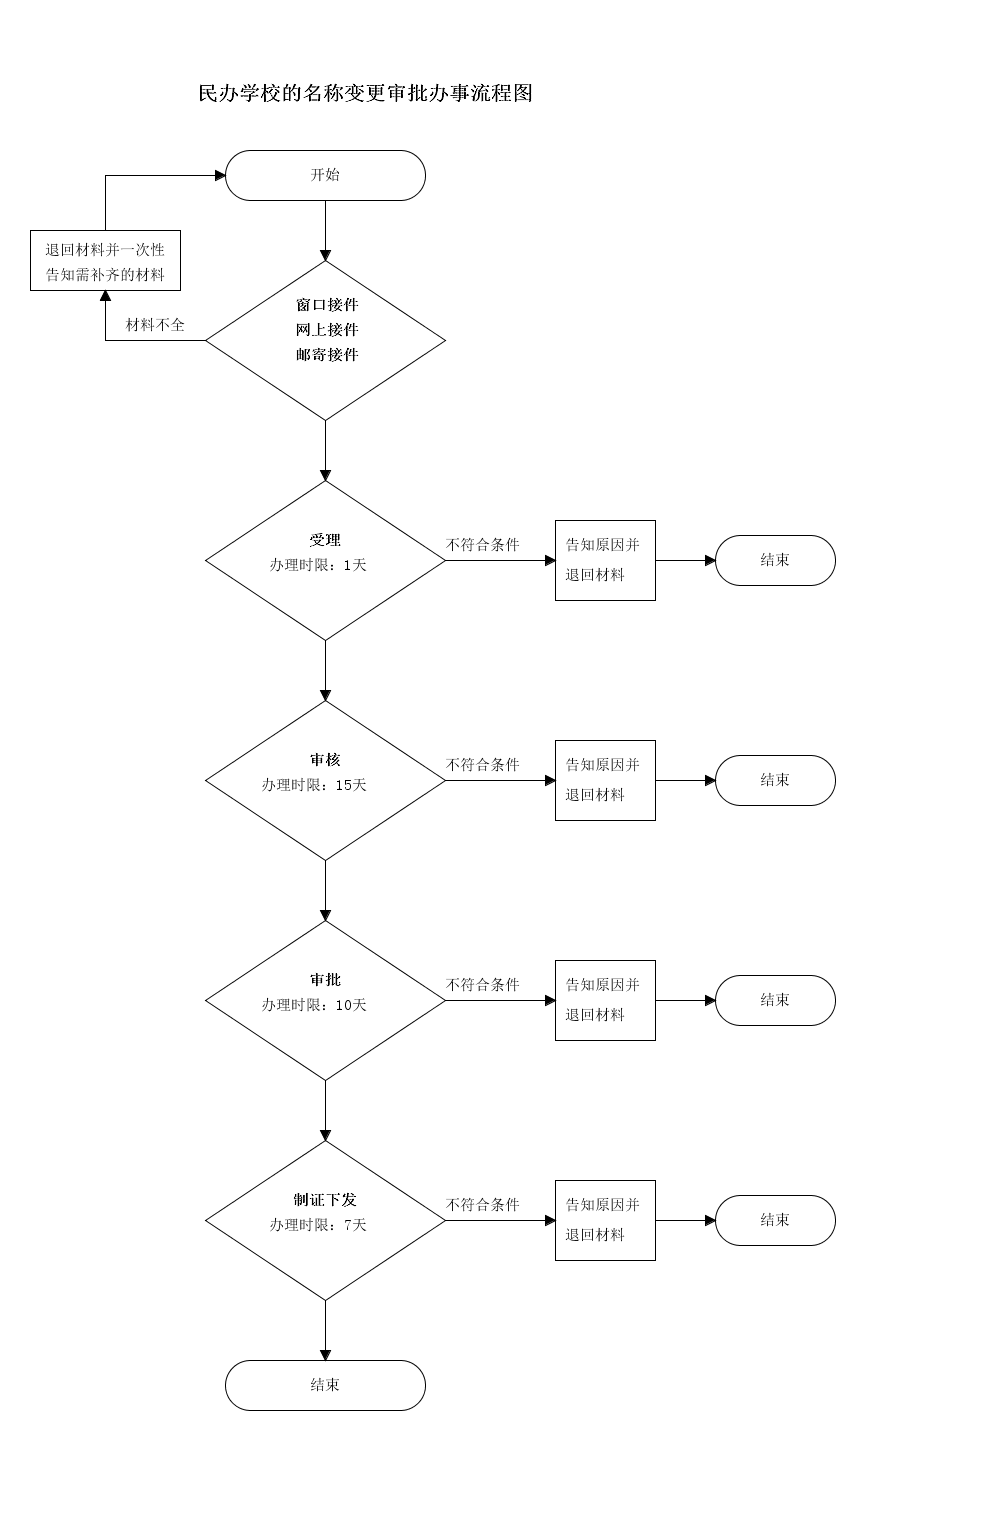 民办学校的名称变更审批办事流程图
开始
退回材料并一次性
告知需补齐的材料
材料不全
窗口接件
网上接件
邮寄接件
受理
办理时限：1天
不符合条件
告知原因并
退回材料
结束
审核
办理时限：15天
不符合条件
告知原因并
退回材料
结束
审批
办理时限：10天
不符合条件
告知原因并
退回材料
结束
制证下发
办理时限：7天
不符合条件
告知原因并
退回材料
结束
结束